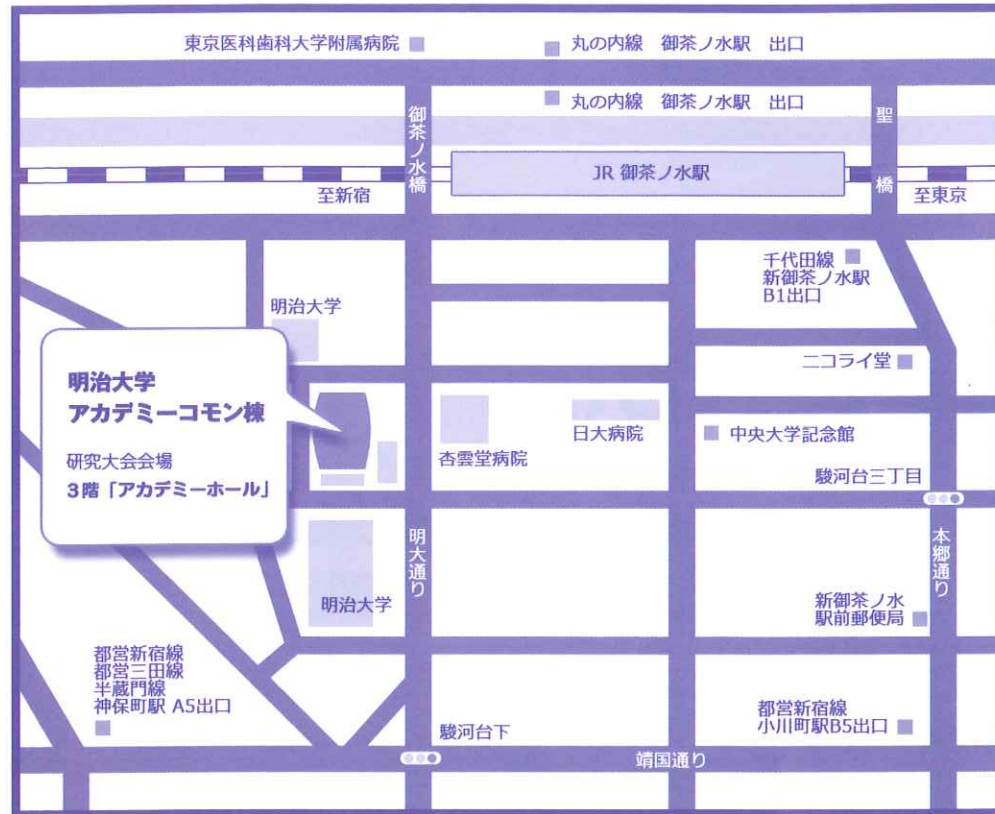 東京医科歯科大学附属病院
丸の内線 御茶ノ水駅 出口
丸の内線 御茶ノ水駅 出口
御茶ノ水橋
聖橋
JR 御茶ノ水駅
至新宿
至東京
千代田線
新御茶ノ水駅
B1出口
明治大学
ニコライ堂
明治大学
アカデミーコモン棟
研究大会会場
3階「アカデミーホール」
杏雲堂病院
日大病院
中央大学記念館
駿河台三丁目
明大通り
本郷通り
明治大学
新御茶ノ水
駅前郵便局
都営新宿線
都営三田線
半蔵門線
神保町駅 A5出口
駿河台下
都営新宿線
小川町駅B5出口
靖国通り